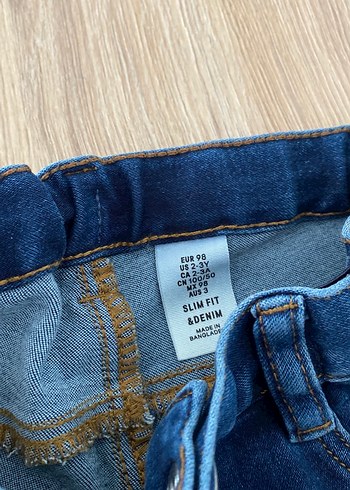 EUR 98
US 2-3Y
CA 2-3A
CN 100/50
MX 98
AUS 3
SLIM FIT
&DENIM
MADE IN
BANGLADESH